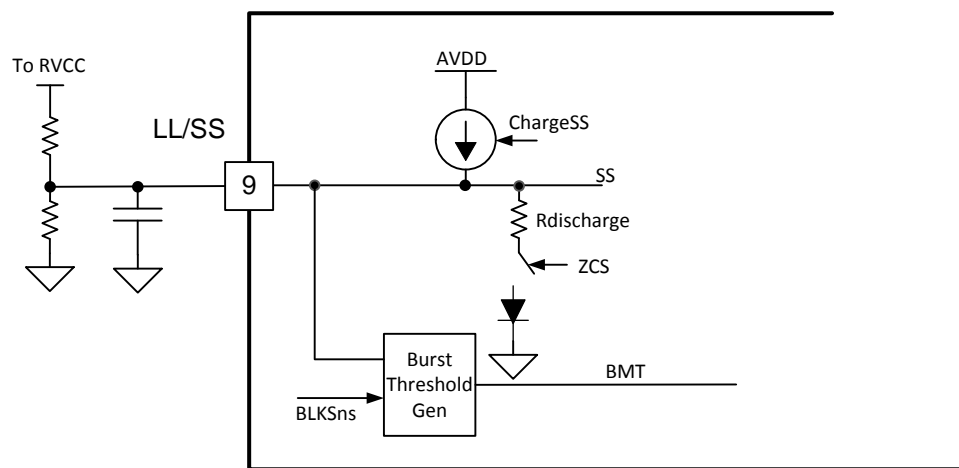 To RVCC
LL/SS
9
AVDD
ChargeSS
SS
Rdischarge
ZCS
Burst
Threshold
Gen
BLKSns
BMT